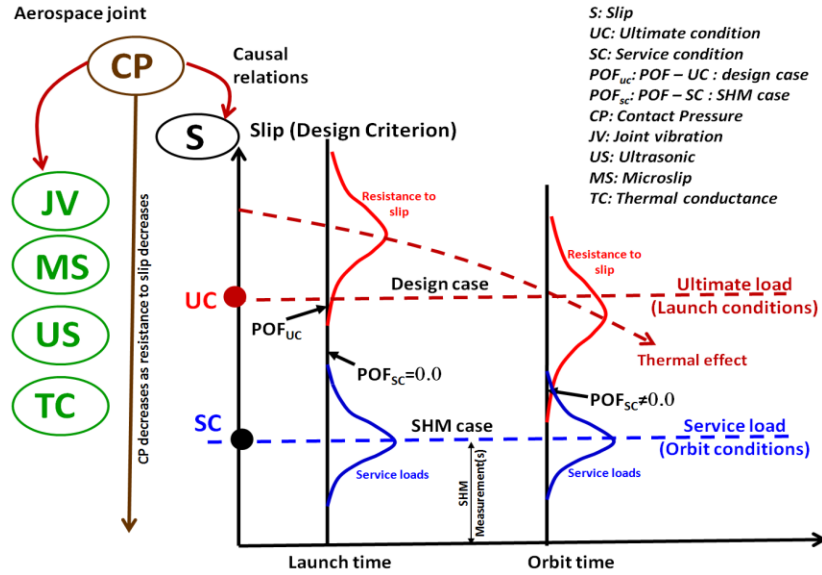 Aerospace joint
CP
Causal
relations
S
Slip (Design Criterion)
S: Slip
UC: Ultimate condition
SC: Service condition
POFuc: POF – UC : design case
POFsc: POF – SC : SHM case
CP: Contact Pressure
JV: Joint vibration
US: Ultrasonic
MS: Microslip
TC: Thermal conductance
JV
MS
US
TC
CP decreases as resistance to slip decreases
Resistance to
slip
Resistance to
slip
UC
Design case
Ultimate load
(Launch conditions)
POFUC
Thermal effect
POFSC=0.0
POFSC≠0.0
SC
SHM case
Service load
(Orbit conditions)
Service loads
SHM
Measurement(s)
Service loads
Launch time
Orbit time